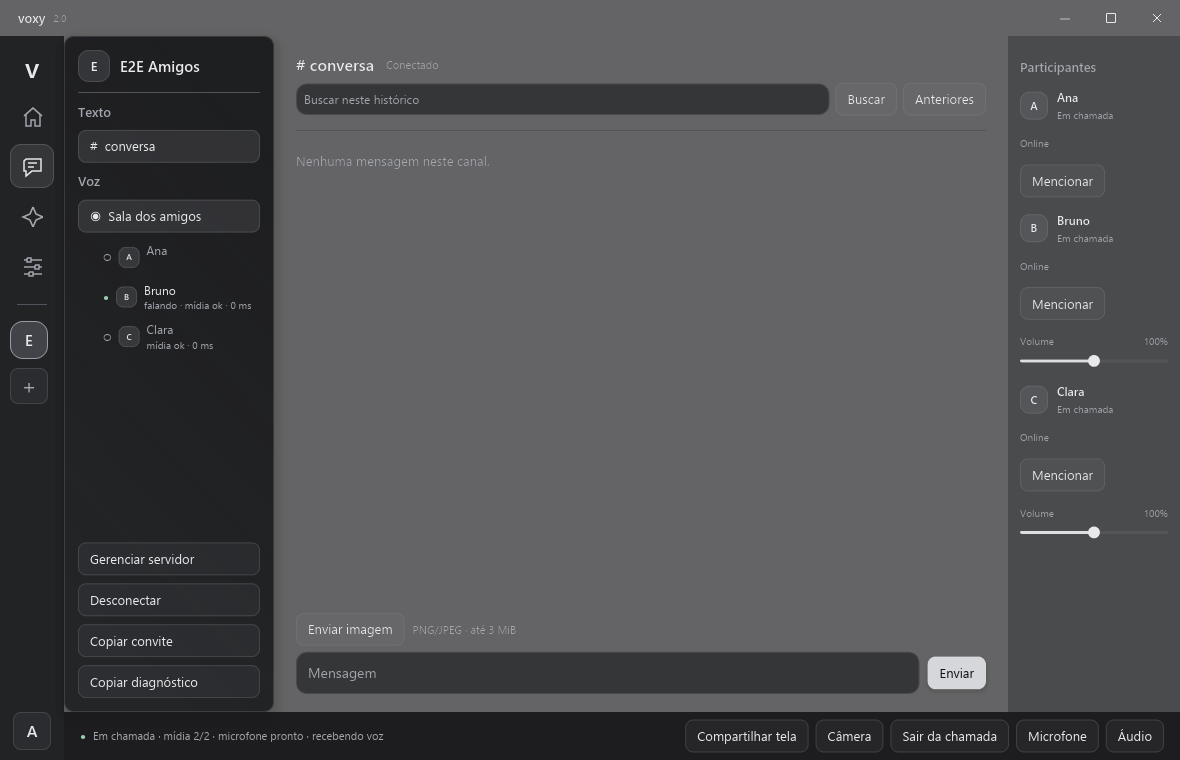 voxy 2.0
V
E
+
A
E E2E Amigos
Texto
# conversa
Voz
Sala dos amigos
A Ana
B Bruno
falando · mídia ok · 0 ms
C Clara
mídia ok · 0 ms
Gerenciar servidor
Desconectar
Copiar convite
Copiar diagnóstico
# conversa Conectado
Buscar neste histórico Buscar Anteriores
Nenhuma mensagem neste canal.
Enviar imagem PNG/JPEG · até 3 MiB
Mensagem Enviar
Participantes
A Ana
Em chamada
Online
Mencionar
B Bruno
Em chamada
Online
Mencionar
Volume 100%
C Clara
Em chamada
Online
Mencionar
Volume 100%
Em chamada · mídia 2/2 · microfone pronto · recebendo voz
Compartilhar tela Câmera Sair da chamada Microfone Áudio